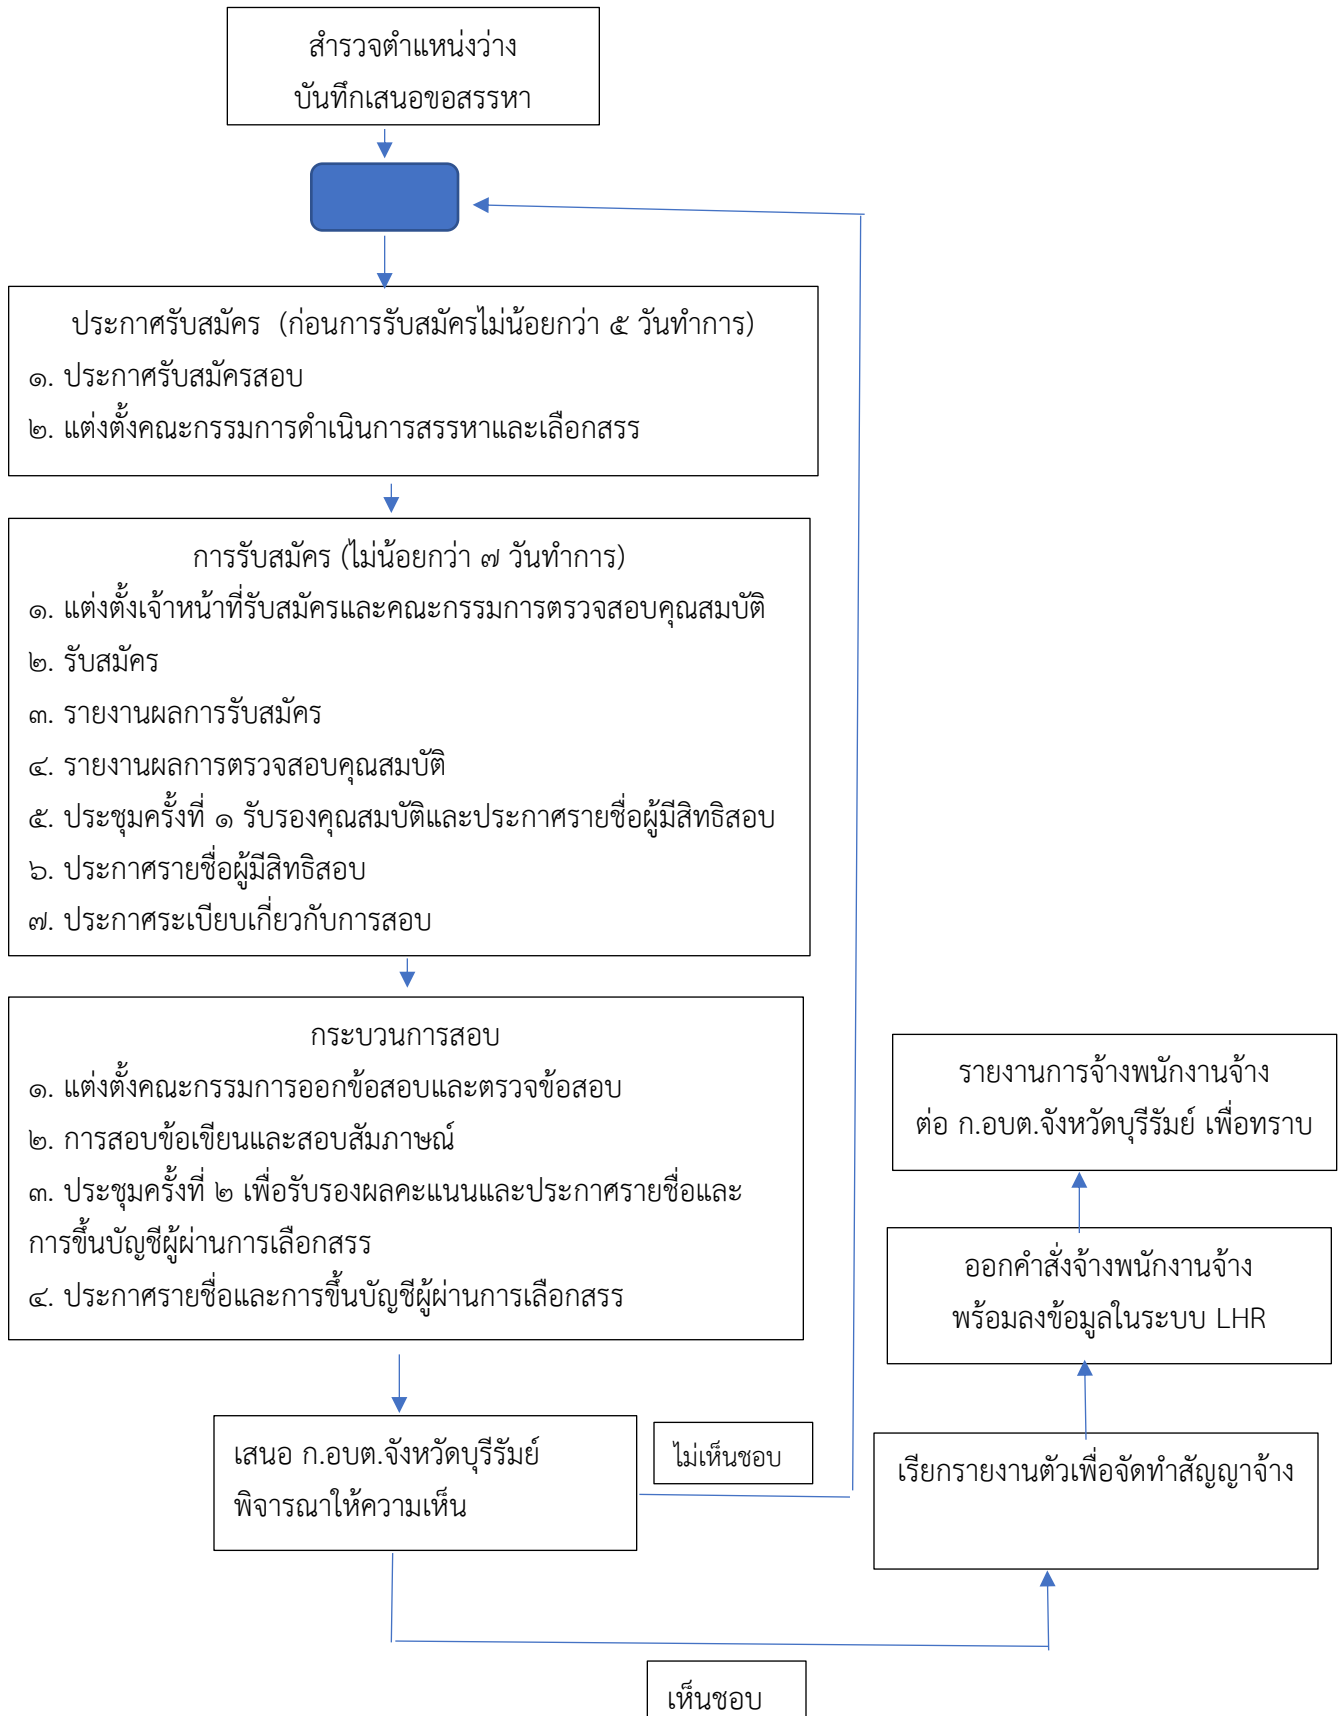 สำรวจตำแหน่งว่าง
บันทึกเสนอขอสรรหา
ประกาศรับสมัคร (ก่อนการรับสมัครไม่น้อยกว่า ๕ วันทำการ)
๑. ประกาศรับสมัครสอบ
๒. แต่งตั้งคณะกรรมการดำเนินการสรรหาและเลือกสรร
การรับสมัคร (ไม่น้อยกว่า ๗ วันทำการ)
๑. แต่งตั้งเจ้าหน้าที่รับสมัครและคณะกรรมการตรวจสอบคุณสมบัติ
๒. รับสมัคร
๓. รายงานผลการรับสมัคร
๔. รายงานผลการตรวจสอบคุณสมบัติ
๕. ประชุมครั้งที่ ๑ รับรองคุณสมบัติและประกาศรายชื่อผู้มีสิทธิสอบ
๖. ประกาศรายชื่อผู้มีสิทธิสอบ
๗. ประกาศระเบียบเกี่ยวกับการสอบ
กระบวนการสอบ
๑. แต่งตั้งคณะกรรมการออกข้อสอบและตรวจข้อสอบ
๒. การสอบข้อเขียนและสอบสัมภาษณ์
๓. ประชุมครั้งที่ ๒ เพื่อรับรองผลคะแนนและประกาศรายชื่อและ
การขึ้นบัญชีผู้ผ่านการเลือกสรร
๔. ประกาศรายชื่อและการขึ้นบัญชีผู้ผ่านการเลือกสรร
เสนอ ก.อบต.จังหวัดบุรีรัมย์
พิจารณาให้ความเห็น
ไม่เห็นชอบ
เห็นชอบ
เรียกรายงานตัวเพื่อจัดทำสัญญาจ้าง
ออกคำสั่งจ้างพนักงานจ้าง
พร้อมลงข้อมูลในระบบ LHR
รายงานการจ้างพนักงานจ้าง
ต่อ ก.อบต.จังหวัดบุรีรัมย์ เพื่อทราบ